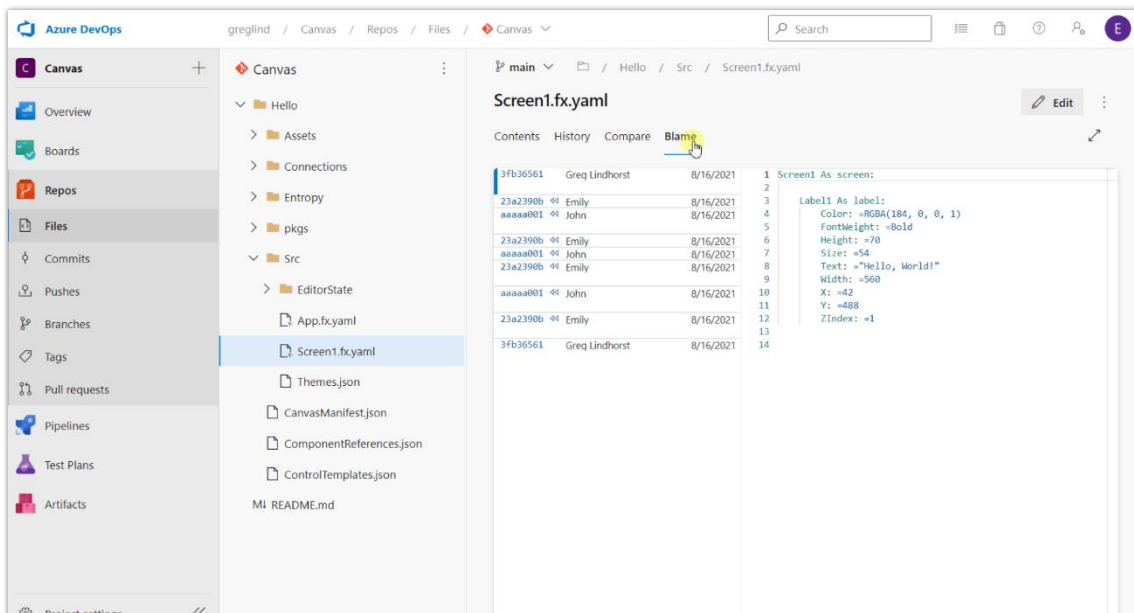 Azure DevOps
greglind / Canvas / Repos / Files / Canvas
Search
E
C Canvas
Overview
Boards
Repos
Files
Commits
Pushes
Branches
Tags
Pull requests
Pipelines
Test Plans
Artifacts
Project settings
Canvas
Hello
Assets
Connections
Entropy
pkgs
Src
EditorState
App.fx.yaml
Screen1.fx.yaml
Themes.json
CanvasManifest.json
ComponentReferences.json
ControlTemplates.json
M↓ README.md
main / Hello / Src / Screen1.fx.yaml
Screen1.fx.yaml
Edit
Contents History Compare Blame
3fb36561 Greg Lindhorst 8/16/2021
23a2390b Emily 8/16/2021
aaaaa001 John 8/16/2021
23a2390b Emily 8/16/2021
aaaaa001 John 8/16/2021
23a2390b Emily 8/16/2021
aaaaa001 John 8/16/2021
23a2390b Emily 8/16/2021
3fb36561 Greg Lindhorst 8/16/2021
1 Screen1 As screen:
2
3 Label1 As label:
4 Color: =RGBA(184, 0, 0, 1)
5 FontWeight: =Bold
6 Height: =70
7 Size: =54
8 Text: ="Hello, World!"
9 Width: =560
10 X: =42
11 Y: =488
12 ZIndex: =1
13
14